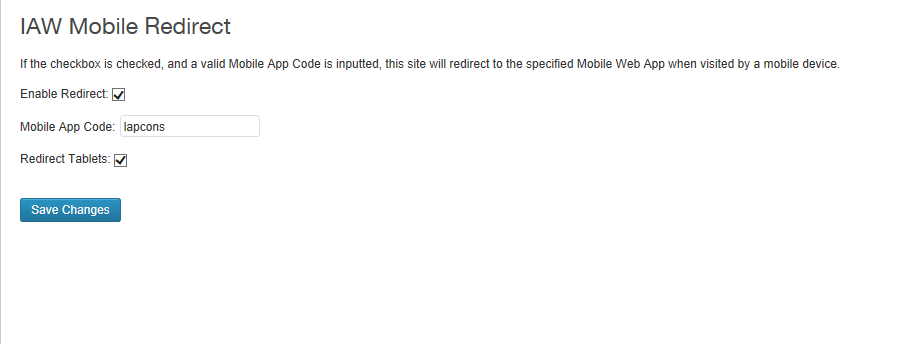 IAW Mobile Redirect
If the checkbox is checked, and a valid Mobile App Code is inputted, this site will redirect to the specified Mobile Web App when visited by a mobile device.
Enable Redirect:
Mobile App Code: lapcons
Redirect Tablets:
Save Changes